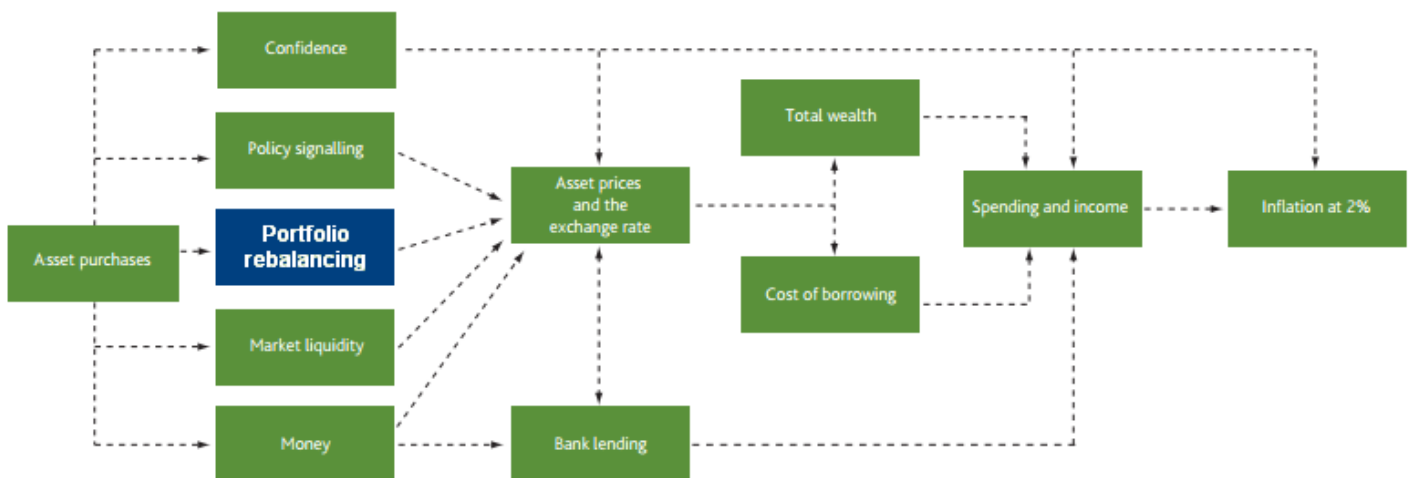 Confidence
Policy signalling
Portfolio
rebalancing
Asset purchases
Market liquidity
Money
Asset prices
and the
exchange rate
Bank lending
Total wealth
Cost of borrowing
Spending and income
Inflation at 2%